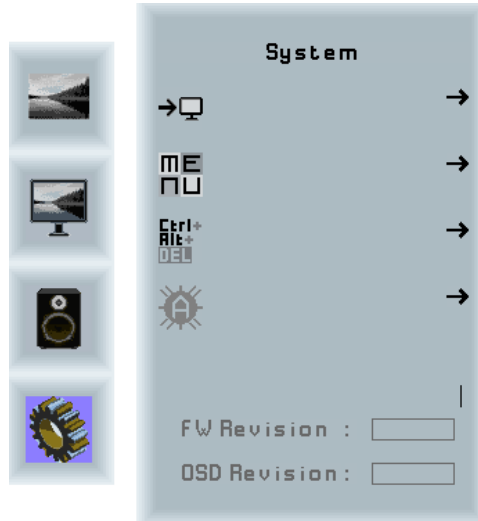 System
ME
NU
Ctrl+
Alt+
DEL
A
FW Revision :
OSD Revision :